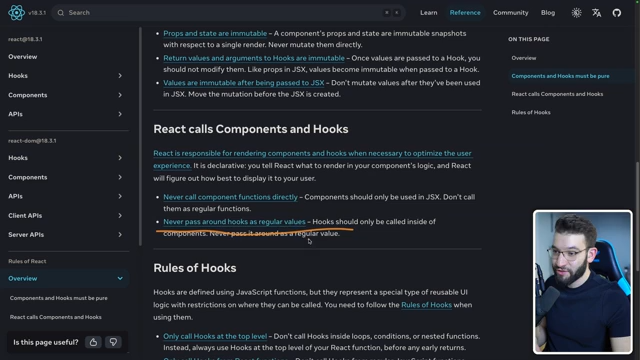 v18.3.1
Search
⌘
K
Learn
Reference
Community
Blog
react@18.3.1
Overview
Hooks
Components
APIs
react-dom@18.3.1
Hooks
Components
APIs
Client APIs
Server APIs
Rules of React
Overview
Components and Hooks must be pure
React calls Components and Hooks
Is this page useful?
Props and state are immutable – A component's props and state are immutable snapshots
with respect to a single render. Never mutate them directly.
Return values and arguments to Hooks are immutable – Once values are passed to a Hook, you
should not modify them. Like props in JSX, values become immutable when passed to a Hook.
Values are immutable after being passed to JSX – Don't mutate values after they've been used
in JSX. Move the mutation before the JSX is created.
React calls Components and Hooks
React is responsible for rendering components and hooks when necessary to optimize the user
experience. It is declarative: you tell React what to render in your component's logic, and React
will figure out how best to display it to your user.
Never call component functions directly – Components should only be used in JSX. Don't call
them as regular functions.
Never pass around hooks as regular values – Hooks should only be called inside of
components. Never pass it around as a regular value.
Rules of Hooks
Hooks are defined using JavaScript functions, but they represent a special type of reusable UI
logic with restrictions on where they can be called. You need to follow the Rules of Hooks when
using them.
Only call Hooks at the top level – Don't call Hooks inside loops, conditions, or nested functions.
Instead, always use Hooks at the top level of your React function, before any early returns.
ON THIS PAGE
Overview
Components and Hooks must be pure
React calls Components and Hooks
Rules of Hooks